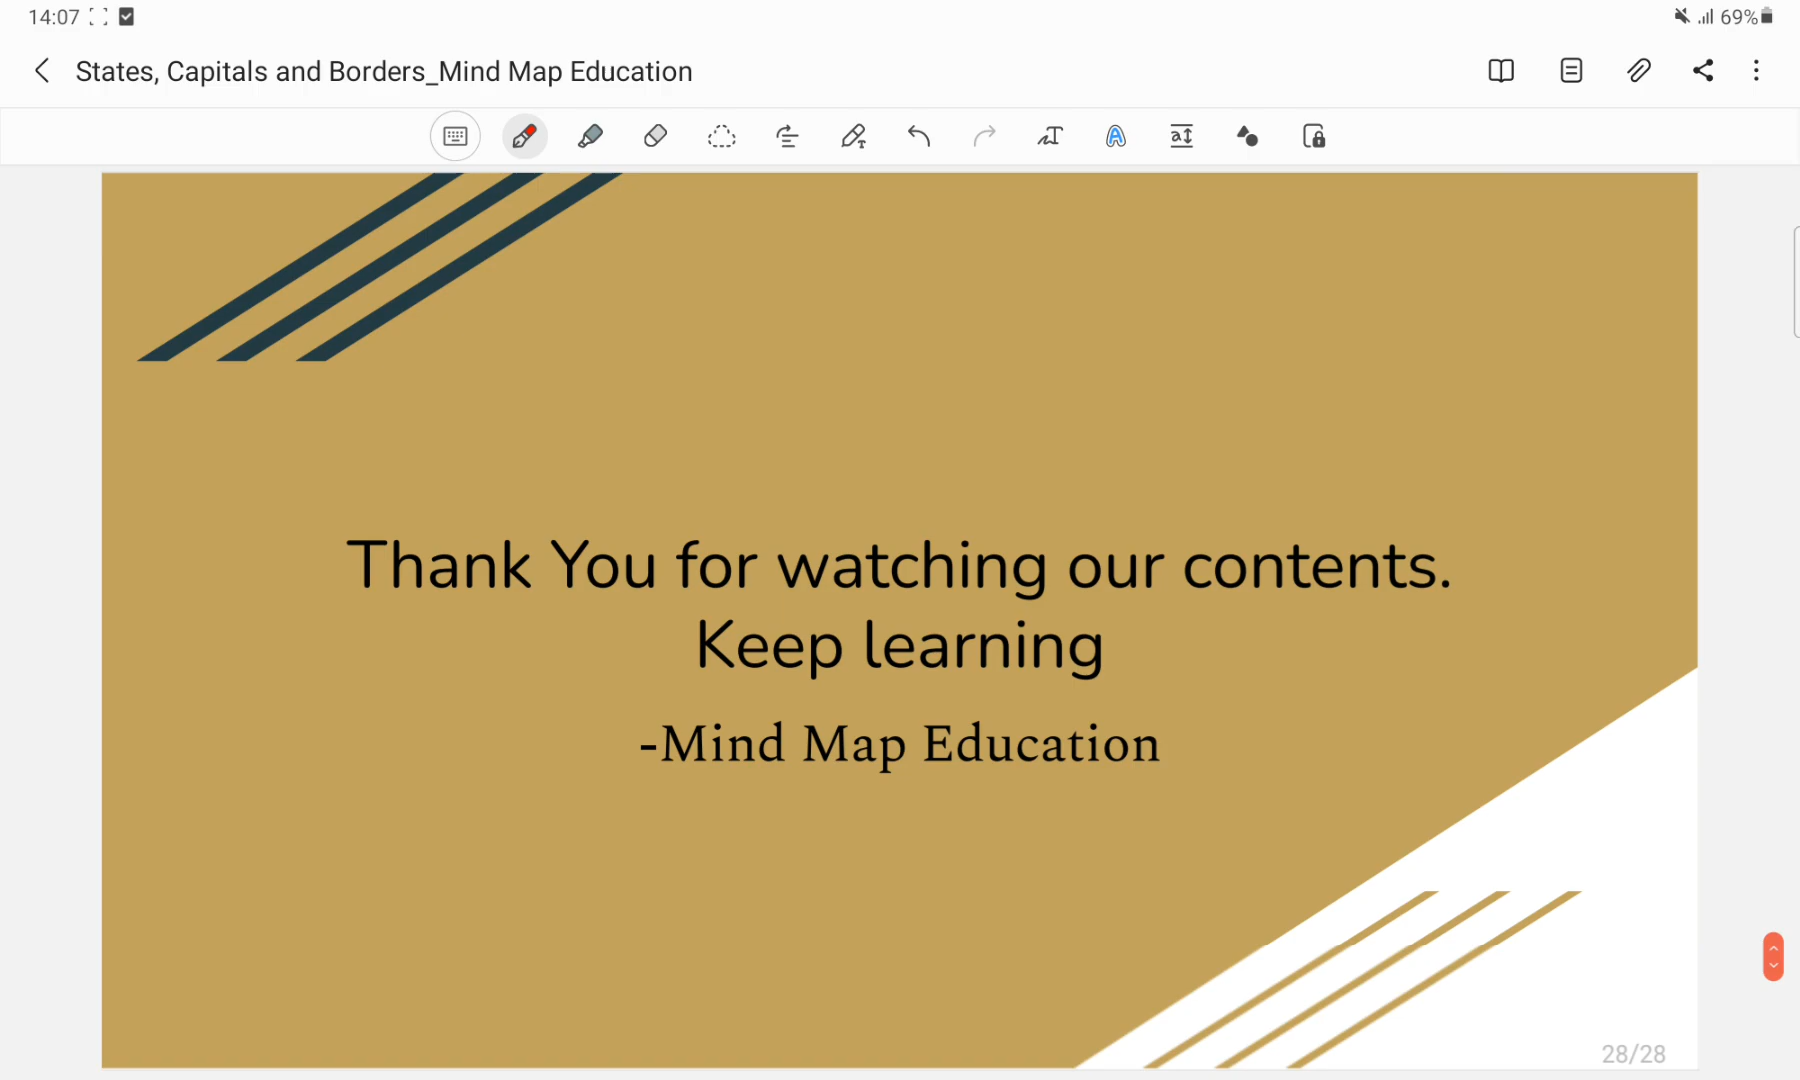 14:07
69%
States, Capitals and Borders_Mind Map Education
Thank You for watching our contents.
Keep learning
-Mind Map Education
28/28